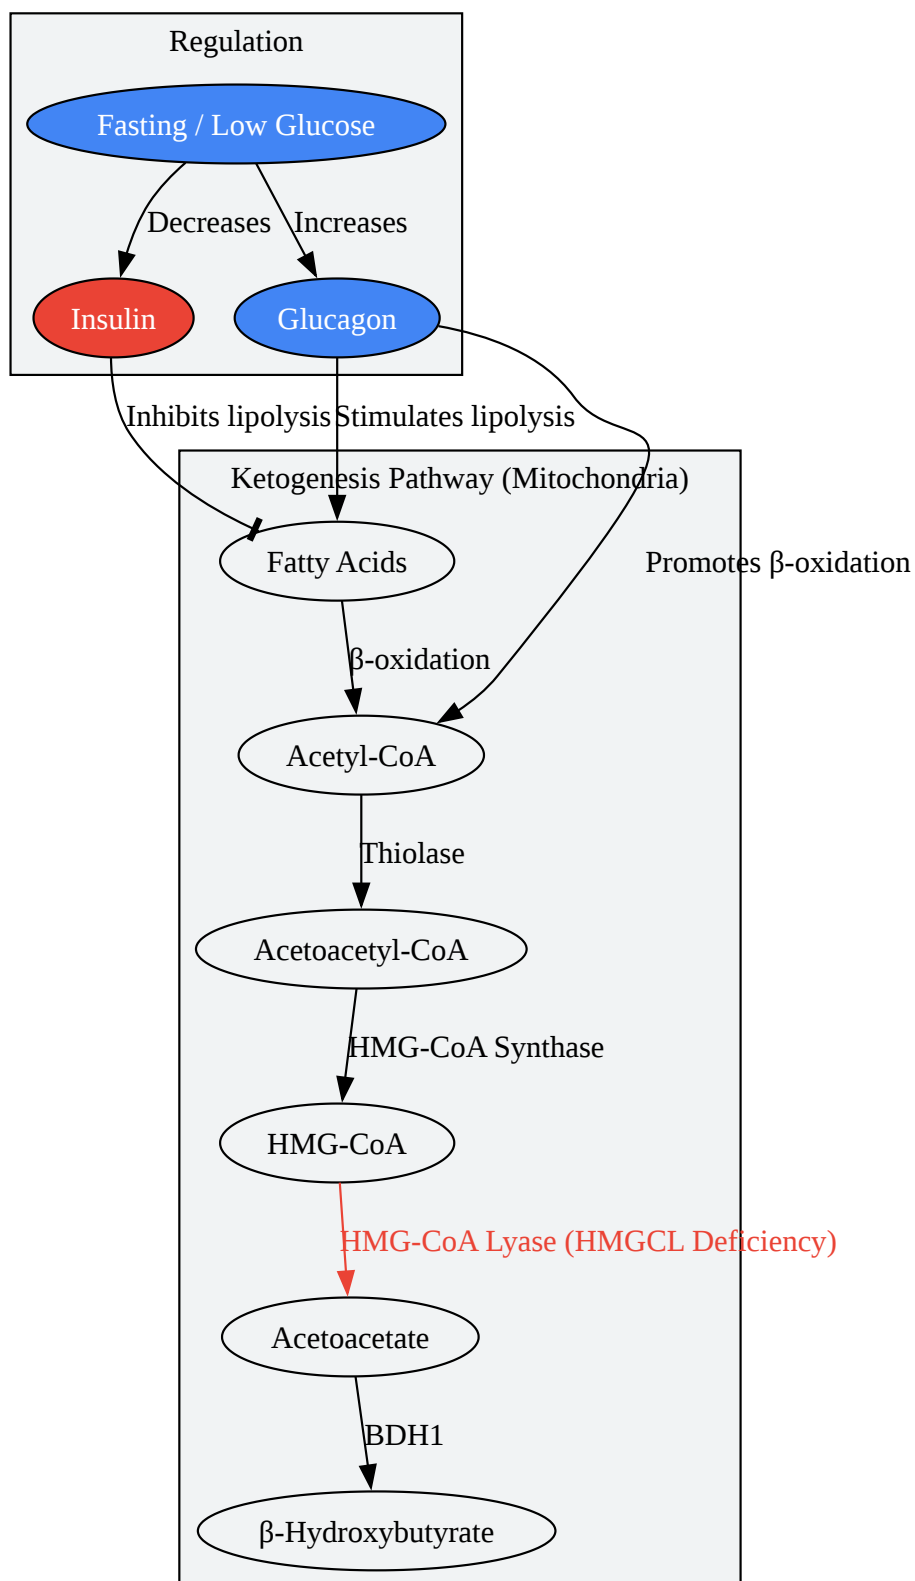 Regulation
Fasting / Low Glucose
Decreases
Increases
Insulin
Glucagon
Inhibits lipolysis
Stimulates lipolysis
Ketogenesis Pathway (Mitochondria)
Fatty Acids
Promotes β-oxidation
β-oxidation
Acetyl-CoA
Thiolase
Acetoacetyl-CoA
HMG-CoA Synthase
HMG-CoA
HMG-CoA Lyase (HMGCL Deficiency)
Acetoacetate
BDH1
β-Hydroxybutyrate